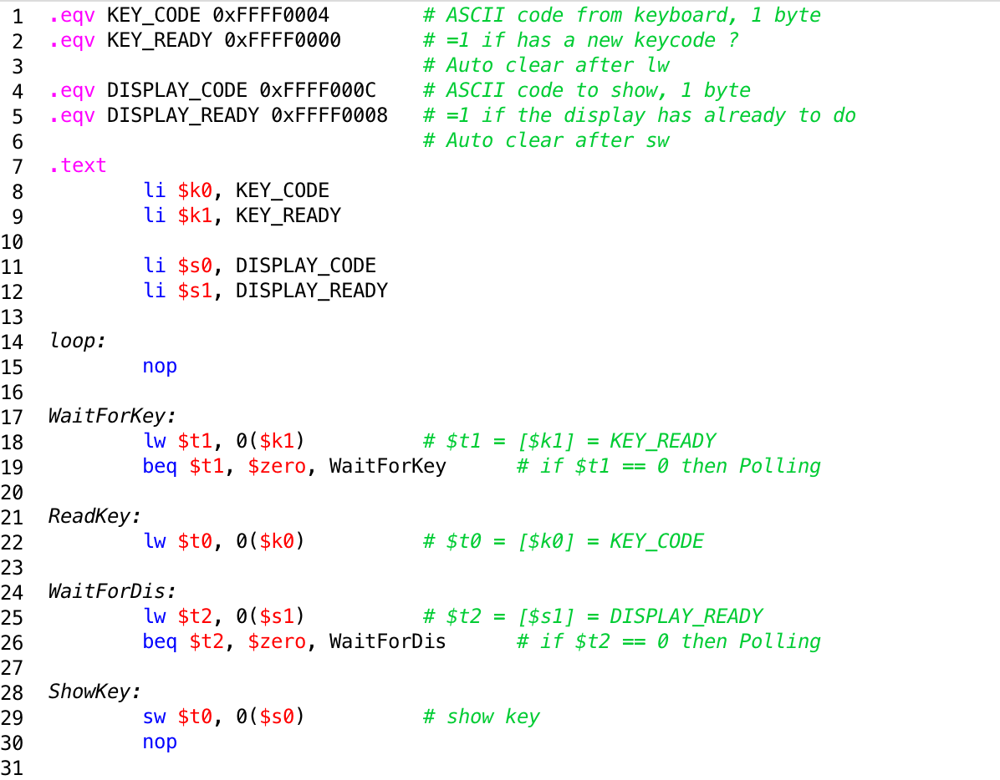 1 .eqv KEY_CODE 0xFFFF0004 # ASCII code from keyboard, 1 byte
2 .eqv KEY_READY 0xFFFF0000 # =1 if has a new keycode ?
3 # Auto clear after lw
4 .eqv DISPLAY_CODE 0xFFFF000C # ASCII code to show, 1 byte
5 .eqv DISPLAY_READY 0xFFFF0008 # =1 if the display has already to do
6 # Auto clear after sw
7 .text
8 li $k0, KEY_CODE
9 li $k1, KEY_READY
10
11 li $s0, DISPLAY_CODE
12 li $s1, DISPLAY_READY
13
14 loop:
15 nop
16
17 WaitForKey:
18 lw $t1, 0($k1) # $t1 = [$k1] = KEY_READY
19 beq $t1, $zero, WaitForKey # if $t1 == 0 then Polling
20
21 ReadKey:
22 lw $t0, 0($k0) # $t0 = [$k0] = KEY_CODE
23
24 WaitForDis:
25 lw $t2, 0($s1) # $t2 = [$s1] = DISPLAY_READY
26 beq $t2, $zero, WaitForDis # if $t2 == 0 then Polling
27
28 ShowKey:
29 sw $t0, 0($s0) # show key
30 nop
31